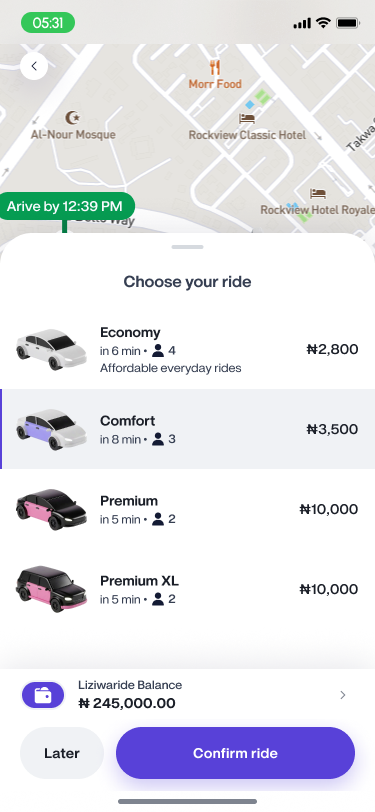 05:31
Morr Food
Al-Nour Mosque
Rockview Classic Hotel
Takwa
Rockview Hotel Royale
Arive by 12:39 PM
Way
Choose your ride
Economy
in 6 min • 4
Affordable everyday rides
₦2,800
Comfort
in 8 min • 3
₦3,500
Premium
in 5 min • 2
₦10,000
Premium XL
in 5 min • 2
₦10,000
Liziwaride Balance
₦ 245,000.00
Later
Confirm ride